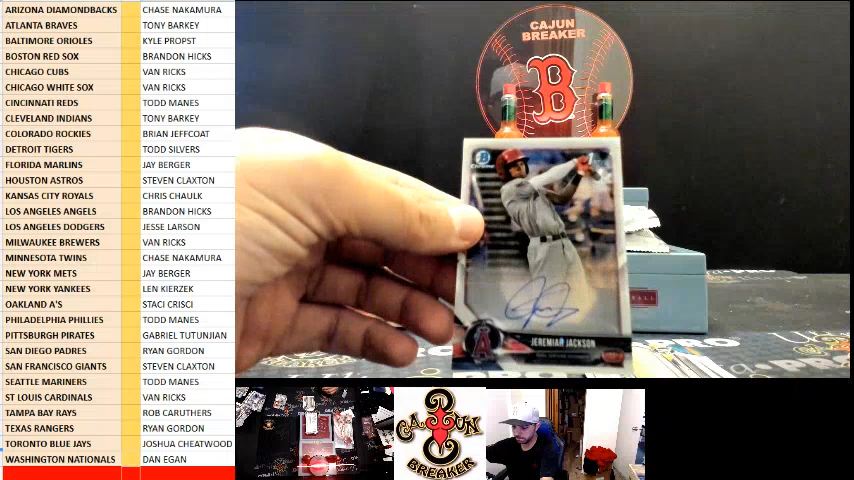 ARIZONA DIAMONDBACKS CHASE NAKAMURA
ATLANTA BRAVES TONY BARKEY
BALTIMORE ORIOLES KYLE PROPST
BOSTON RED SOX BRANDON HICKS
CHICAGO CUBS VAN RICKS
CHICAGO WHITE SOX VAN RICKS
CINCINNATI REDS TODD MANES
CLEVELAND INDIANS TONY BARKEY
COLORADO ROCKIES BRIAN JEFFCOAT
DETROIT TIGERS TODD SILVERS
FLORIDA MARLINS JAY BERGER
HOUSTON ASTROS STEVEN CLAXTON
KANSAS CITY ROYALS CHRIS CHAULK
LOS ANGELES ANGELS BRANDON HICKS
LOS ANGELES DODGERS JESSE LARSON
MILWAUKEE BREWERS VAN RICKS
MINNESOTA TWINS CHASE NAKAMURA
NEW YORK METS JAY BERGER
NEW YORK YANKEES LEN KIERZEK
OAKLAND A'S STACI CRISCI
PHILADELPHIA PHILLIES TODD MANES
PITTSBURGH PIRATES GABRIEL TUTUNJIAN
SAN DIEGO PADRES RYAN GORDON
SAN FRANCISCO GIANTS STEVEN CLAXTON
SEATTLE MARINERS TODD MANES
ST LOUIS CARDINALS VAN RICKS
TAMPA BAY RAYS ROB CARUTHERS
TEXAS RANGERS RYAN GORDON
TORONTO BLUE JAYS JOSHUA CHEATWOOD
WASHINGTON NATIONALS DAN EGAN
CAJUN
BREAKER
B
JEREMIAH JACKSON
CAJUN
BREAKER